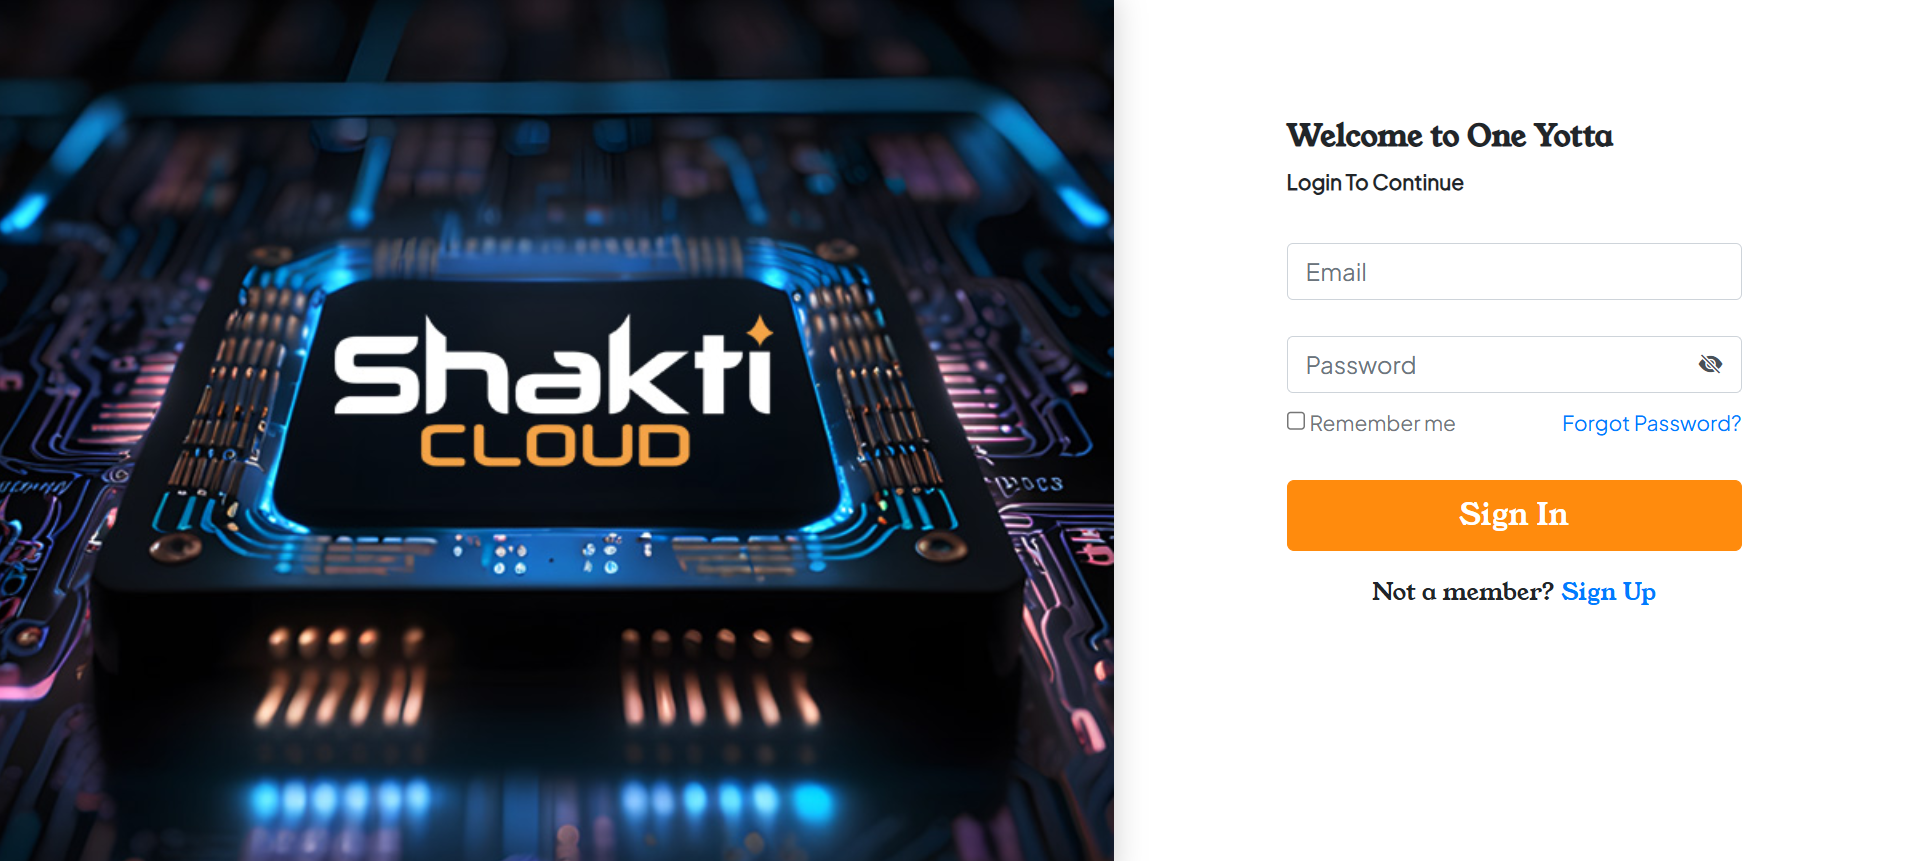 Shakti
CLOUD
Welcome to One Yotta
Login To Continue
Email
Password
Remember me
Forgot Password?
Sign In
Not a member? Sign Up